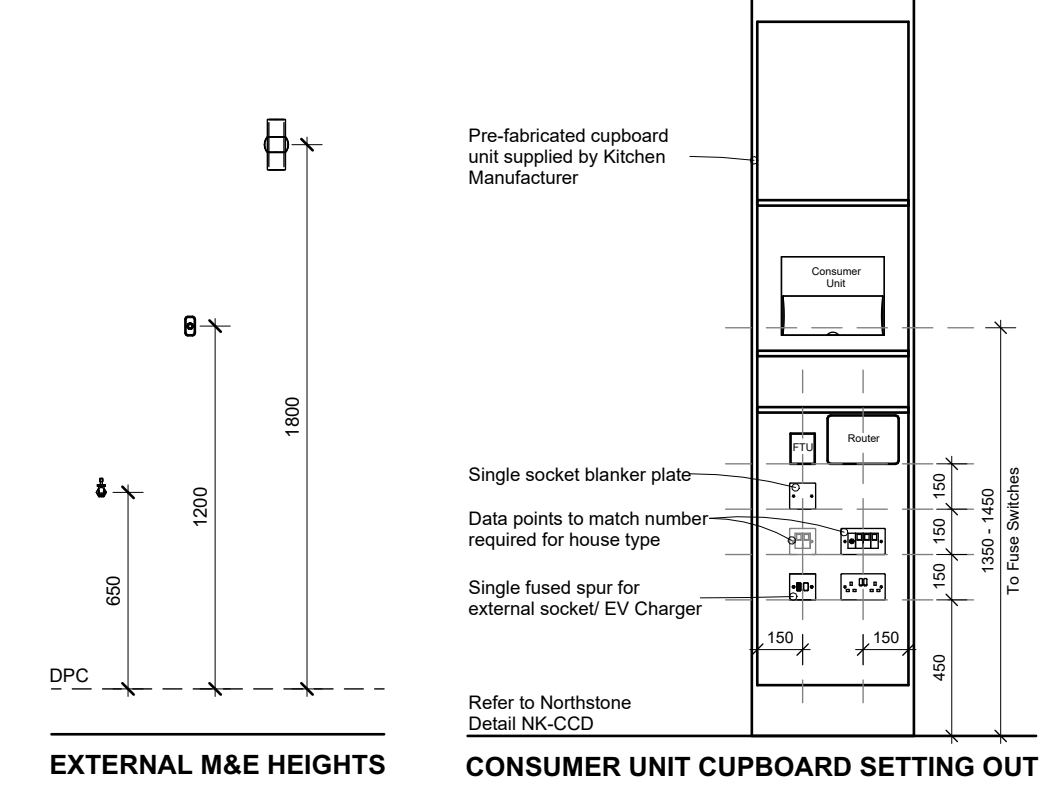 1800
1200
650
DPC
EXTERNAL M&E HEIGHTS
Pre-fabricated cupboard
unit supplied by Kitchen
Manufacturer
Consumer
Unit
FTU
Router
Single socket blanker plate
Data points to match number
required for house type
Single fused spur for
external socket/ EV Charger
150
150
150
150
150
450
1350 - 1450
To Fuse Switches
Refer to Northstone
Detail NK-CCD
CONSUMER UNIT CUPBOARD SETTING OUT